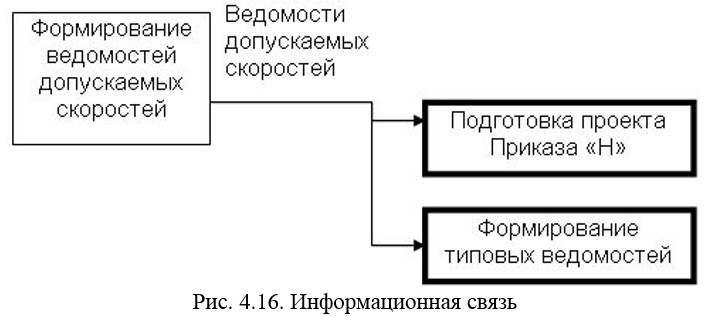 Формирование
ведомостей
допускаемых
скоростей
Ведомости
допускаемых
скоростей
Подготовка проекта
Приказа «Н»
Формирование
типовых ведомостей
Рис. 4.16. Информационная связь